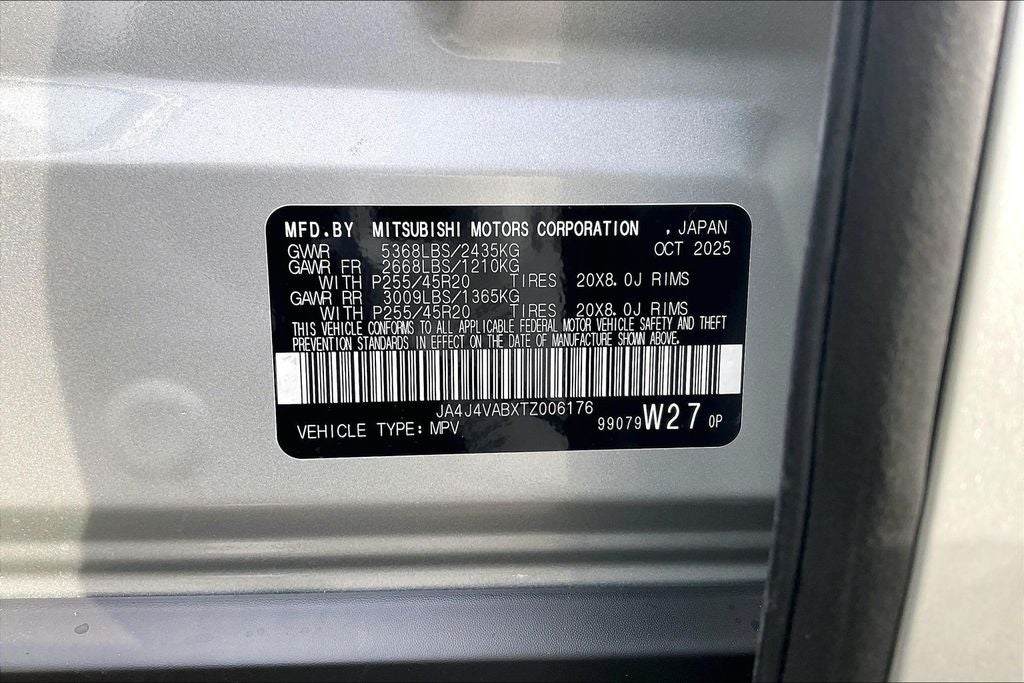 MFD.BY MITSUBISHI MOTORS CORPORATION , JAPAN
GVWR 5368LBS/2435KG OCT 2025
GAWR FR 2668LBS/1210KG
WITH P255/45R20 TIRES 20X8.0J RIMS
GAWR RR 3009LBS/1365KG
WITH P255/45R20 TIRES 20X8.0J RIMS
THIS VEHICLE CONFORMS TO ALL APPLICABLE FEDERAL MOTOR VEHICLE SAFETY AND THEFT
PREVENTION STANDARDS IN EFFECT ON THE DATE OF MANUFACTURE SHOWN ABOVE.
JA4J4VABXTZ006176
VEHICLE TYPE: MPV 99079 W27 0P